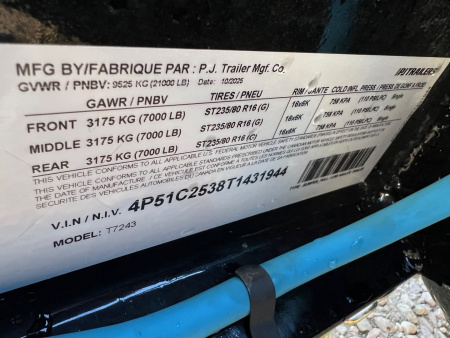 MFG BY/FABRIQUE PAR : P.J. Trailer Mfg. Co.
PJTRAILERS
GVWR / PNBV: 9525 KG (21000 LB) DATE: 10/2025
GAWR / PNBV TIRES / PNEU RIM / JANTE COLD INFL. PRESS / PRESS DE GONF A FROID
FRONT 3175 KG (7000 LB) ST235/80 R16 (G) 16x6K 758 KPA (110 PSI/LPC) Single
MIDDLE 3175 KG (7000 LB) ST235/80 R16 (G) 16x6K 758 KPA (110 PSI/LPC) Single
REAR 3175 KG (7000 LB) ST235/80 R16 (G) 16x6K 758 KPA (110 PSI/LPC) Single
V.I.N / N.I.V. 4P51C2538T1431944
MODEL: T7243